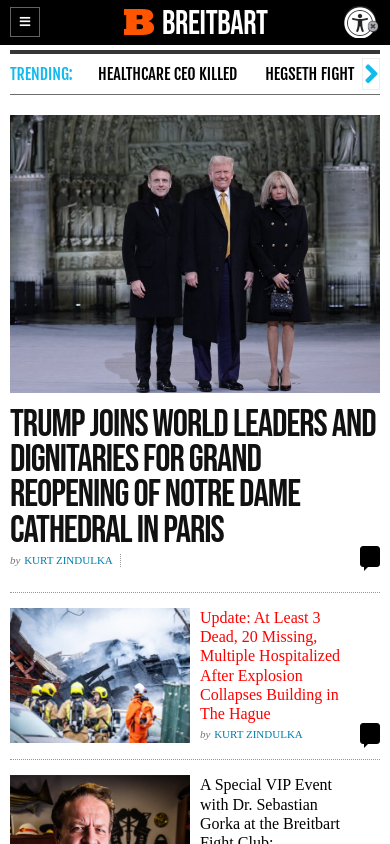 BREITBART
TRENDING: HEALTHCARE CEO KILLED HEGSETH FIGHT
TRUMP JOINS WORLD LEADERS AND
DIGNITARIES FOR GRAND
REOPENING OF NOTRE DAME
CATHEDRAL IN PARIS
by KURT ZINDULKA
Update: At Least 3
Dead, 20 Missing,
Multiple Hospitalized
After Explosion
Collapses Building in
The Hague
by KURT ZINDULKA
A Special VIP Event
with Dr. Sebastian
Gorka at the Breitbart
Fight Club: